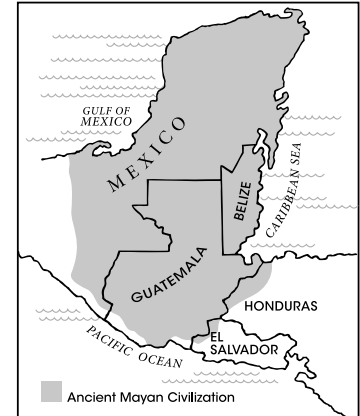 GULF OF
MEXICO
MEXICO
BELIZE
CARIBBEAN SEA
GUATEMALA
HONDURAS
EL
SALVADOR
PACIFIC OCEAN
Ancient Mayan Civilization